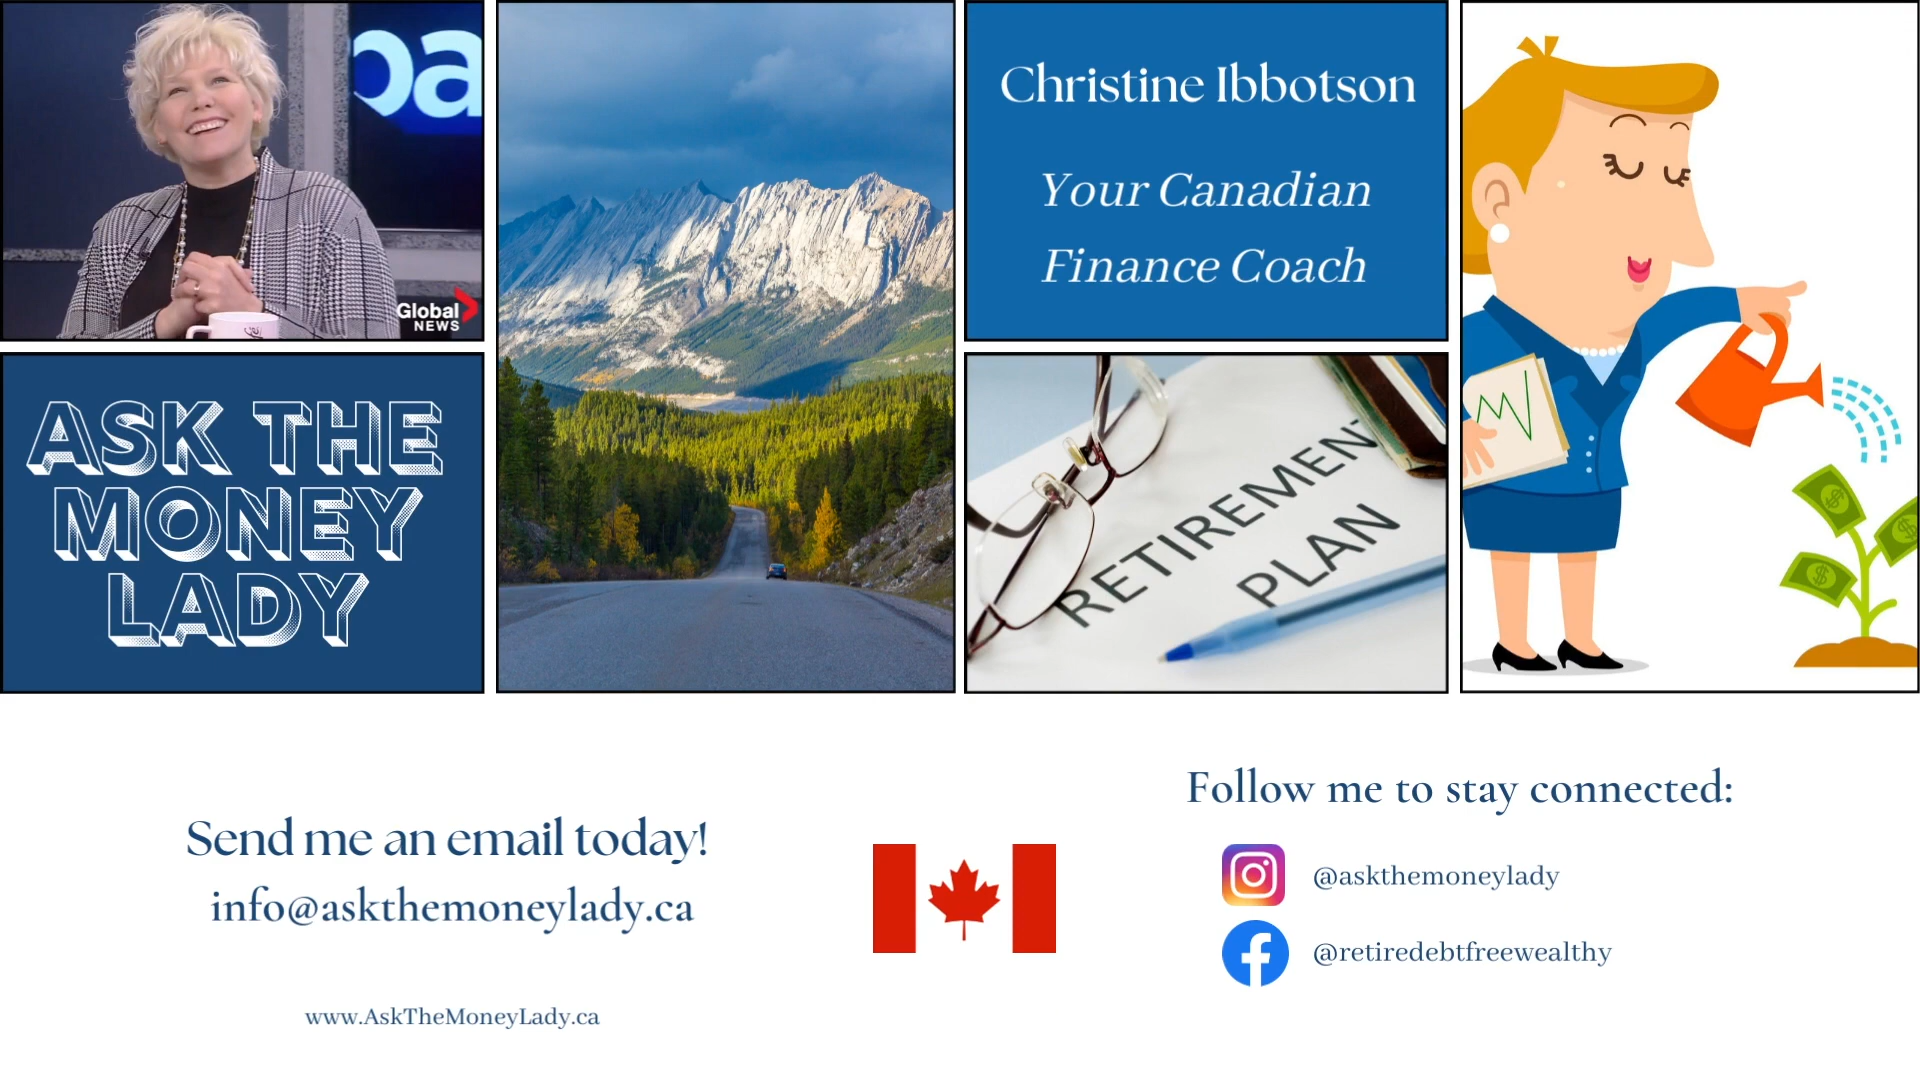 ba
Global
NEWS
ASK THE
MONEY
LADY
Christine Ibbotson
Your Canadian
Finance Coach
RETIREMENT
PLAN
Send me an email today!
info@askthemoneylady.ca
www.AskTheMoneyLady.ca
Follow me to stay connected:
@askthemoneylady
@retiredebtfreewealthy